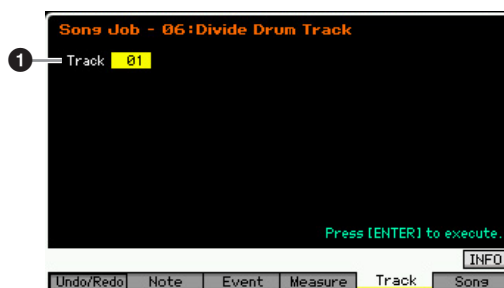 Song Job - 06:Divide Drum Track
1 Track 01
Press [ENTER] to execute.
INFO
Undo/Redo Note Event Measure Track Song